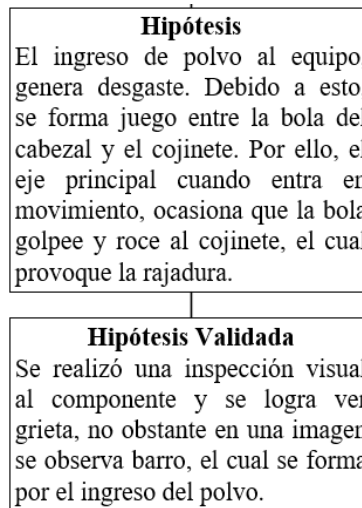 Hipótesis
El ingreso de polvo al equipo
genera desgaste. Debido a esto
se forma juego entre la bola del
cabezal y el cojinete. Por ello, el
eje principal cuando entra en
movimiento, ocasiona que la bola
golpee y roce al cojinete, el cual
provoque la rajadura.
Hipótesis Validada
Se realizó una inspección visual
al componente y se logra ver
grieta, no obstante en una imagen
se observa barro, el cual se forma
por el ingreso del polvo.